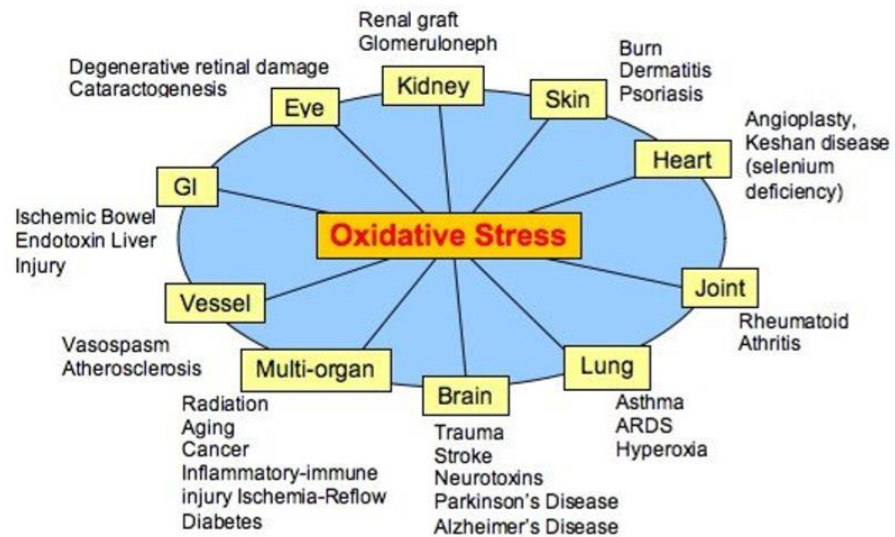 Renal graft
Glomeruloneph
Kidney
Degenerative retinal damage
Cataractogenesis
Eye
Burn
Dermatitis
Psoriasis
Skin
Angioplasty,
Keshan disease
(selenium
deficiency)
Heart
GI
Ischemic Bowel
Endotoxin Liver
Injury
Oxidative Stress
Joint
Rheumatoid
Athritis
Vessel
Vasospasm
Atherosclerosis
Multi-organ
Radiation
Aging
Cancer
Inflammatory-immune
injury Ischemia-Reflow
Diabetes
Brain
Trauma
Stroke
Neurotoxins
Parkinson's Disease
Alzheimer's Disease
Lung
Asthma
ARDS
Hyperoxia